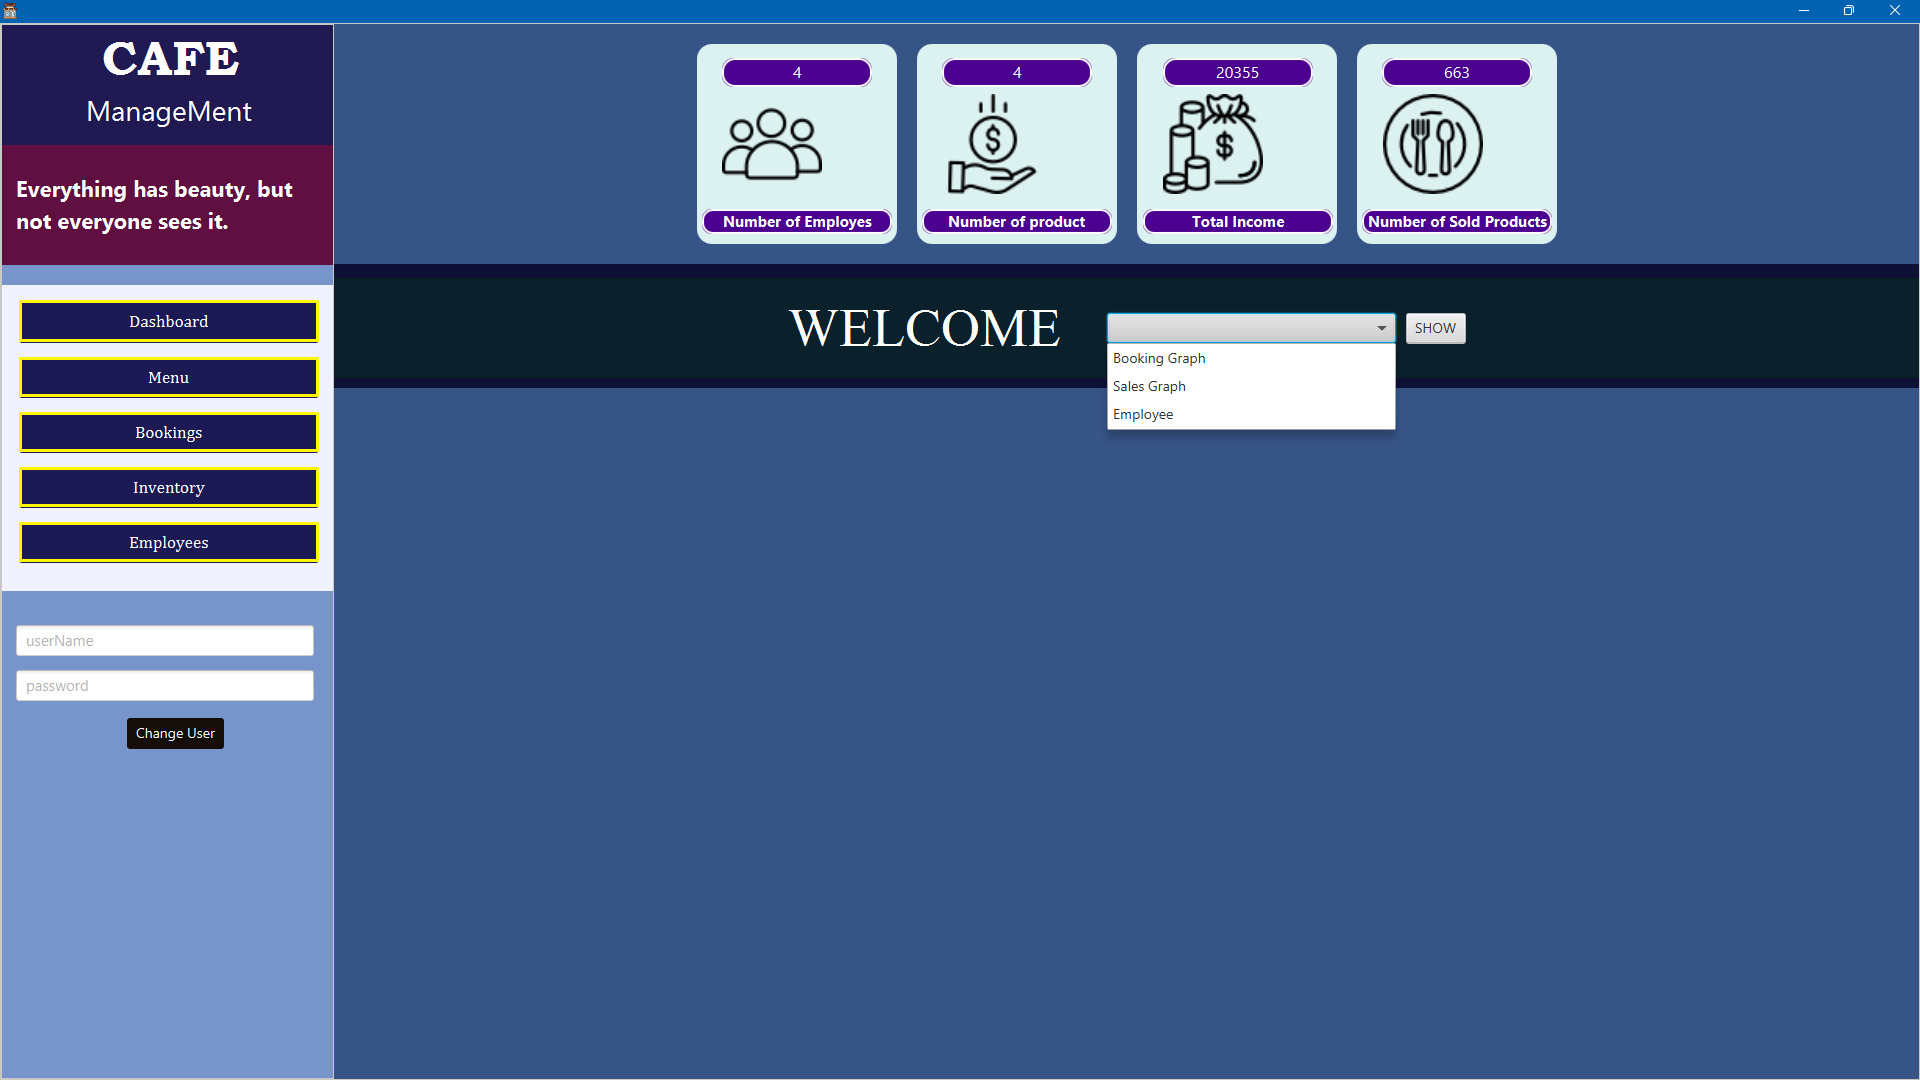 CAFE
ManageMent
Everything has beauty, but
not everyone sees it.
Dashboard
Menu
Bookings
Inventory
Employees
userName
password
Change User
4
Number of Employes
4
$
Number of product
20355
$
Total Income
663
Number of Sold Products
WELCOME
SHOW
Booking Graph
Sales Graph
Employee